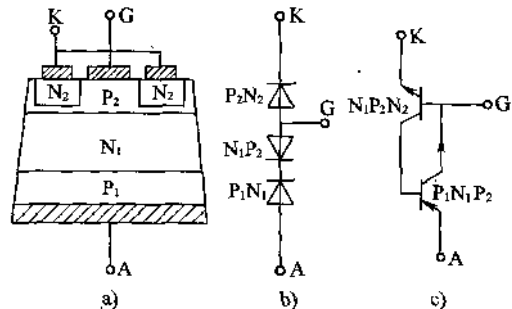 K
G
N₂
P₂
N₂
N₁
P₁
A
a)
K
P₂N₂
G
N₁P₂
P₁N₁
A
b)
K
N₁P₂N₂
G
P₁N₁P₂
A
c)